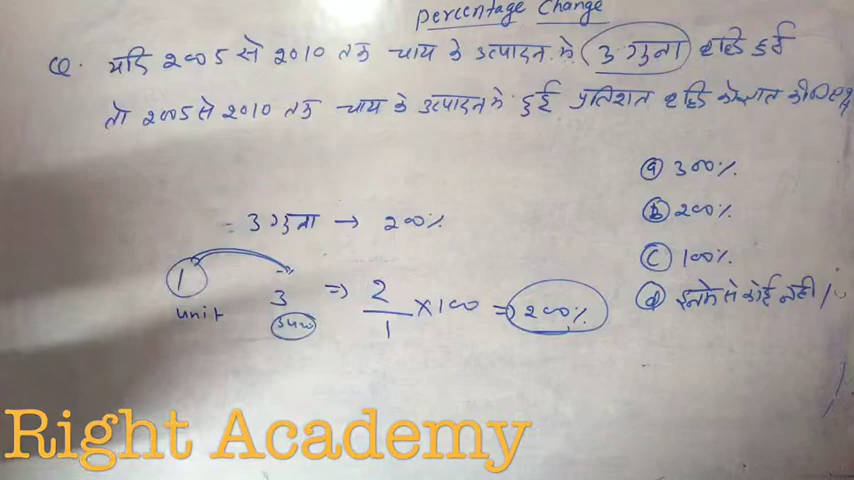 Percentage Change
Q. यदि 2005 से 2010 तक चाय के उत्पादन मे 3 गुना वृद्धि हुई
तो 2005 से 2010 तक चाय के उत्पादन मे हुई प्रतिशत वृद्धि को ज्ञात कीजिए
(a) 300%.
(b) 200%.
(c) 100%.
(d) इनमे से कोई नही
= 3 गुना → 200%
1 3 ⇒ 2/1 ×100 ⇒ 200%.
unit
Right Academy